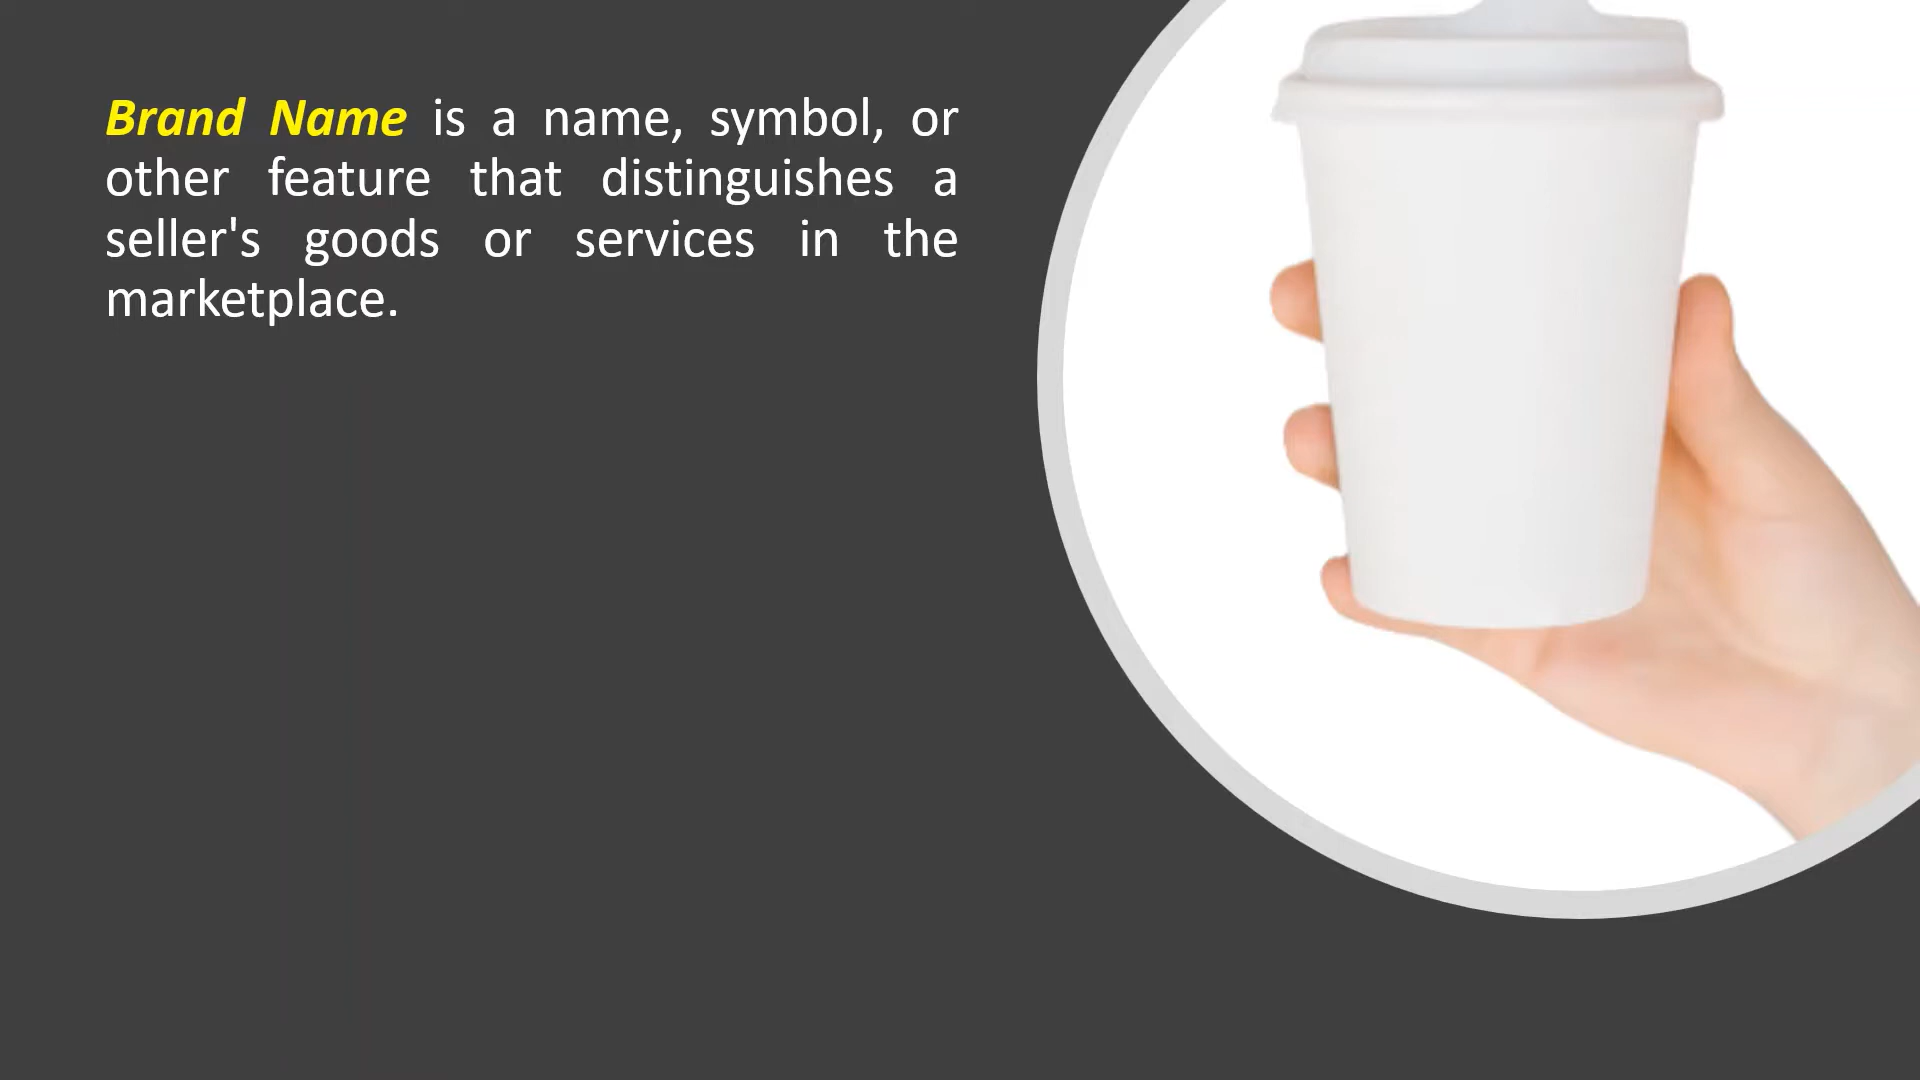 Brand Name is a name, symbol, or
other feature that distinguishes a
seller's goods or services in the
marketplace.